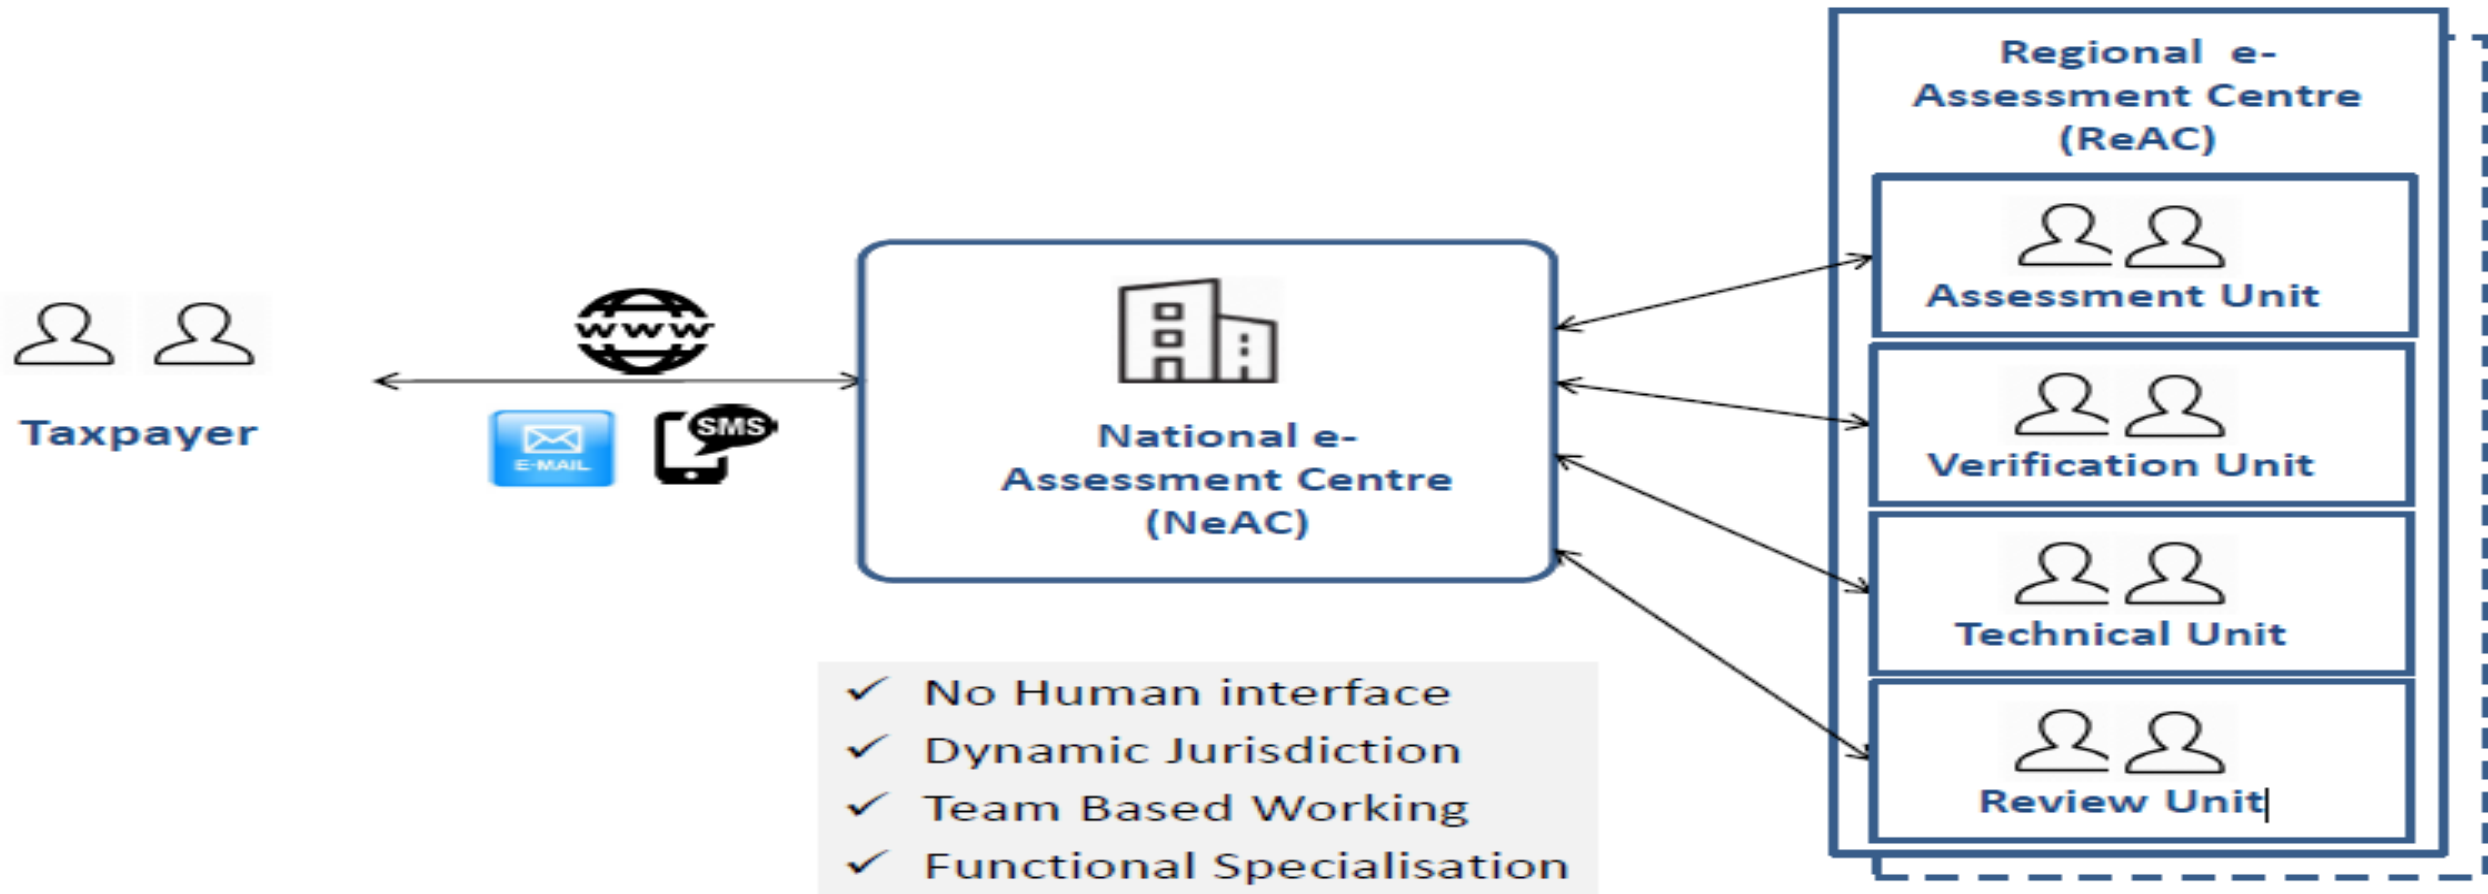 Taxpayer
www
E-MAIL
SMS
National e-
Assessment Centre
(NeAC)
✓ No Human interface
✓ Dynamic Jurisdiction
✓ Team Based Working
✓ Functional Specialisation
Regional e-
Assessment Centre
(ReAC)
Assessment Unit
Verification Unit
Technical Unit
Review Unit